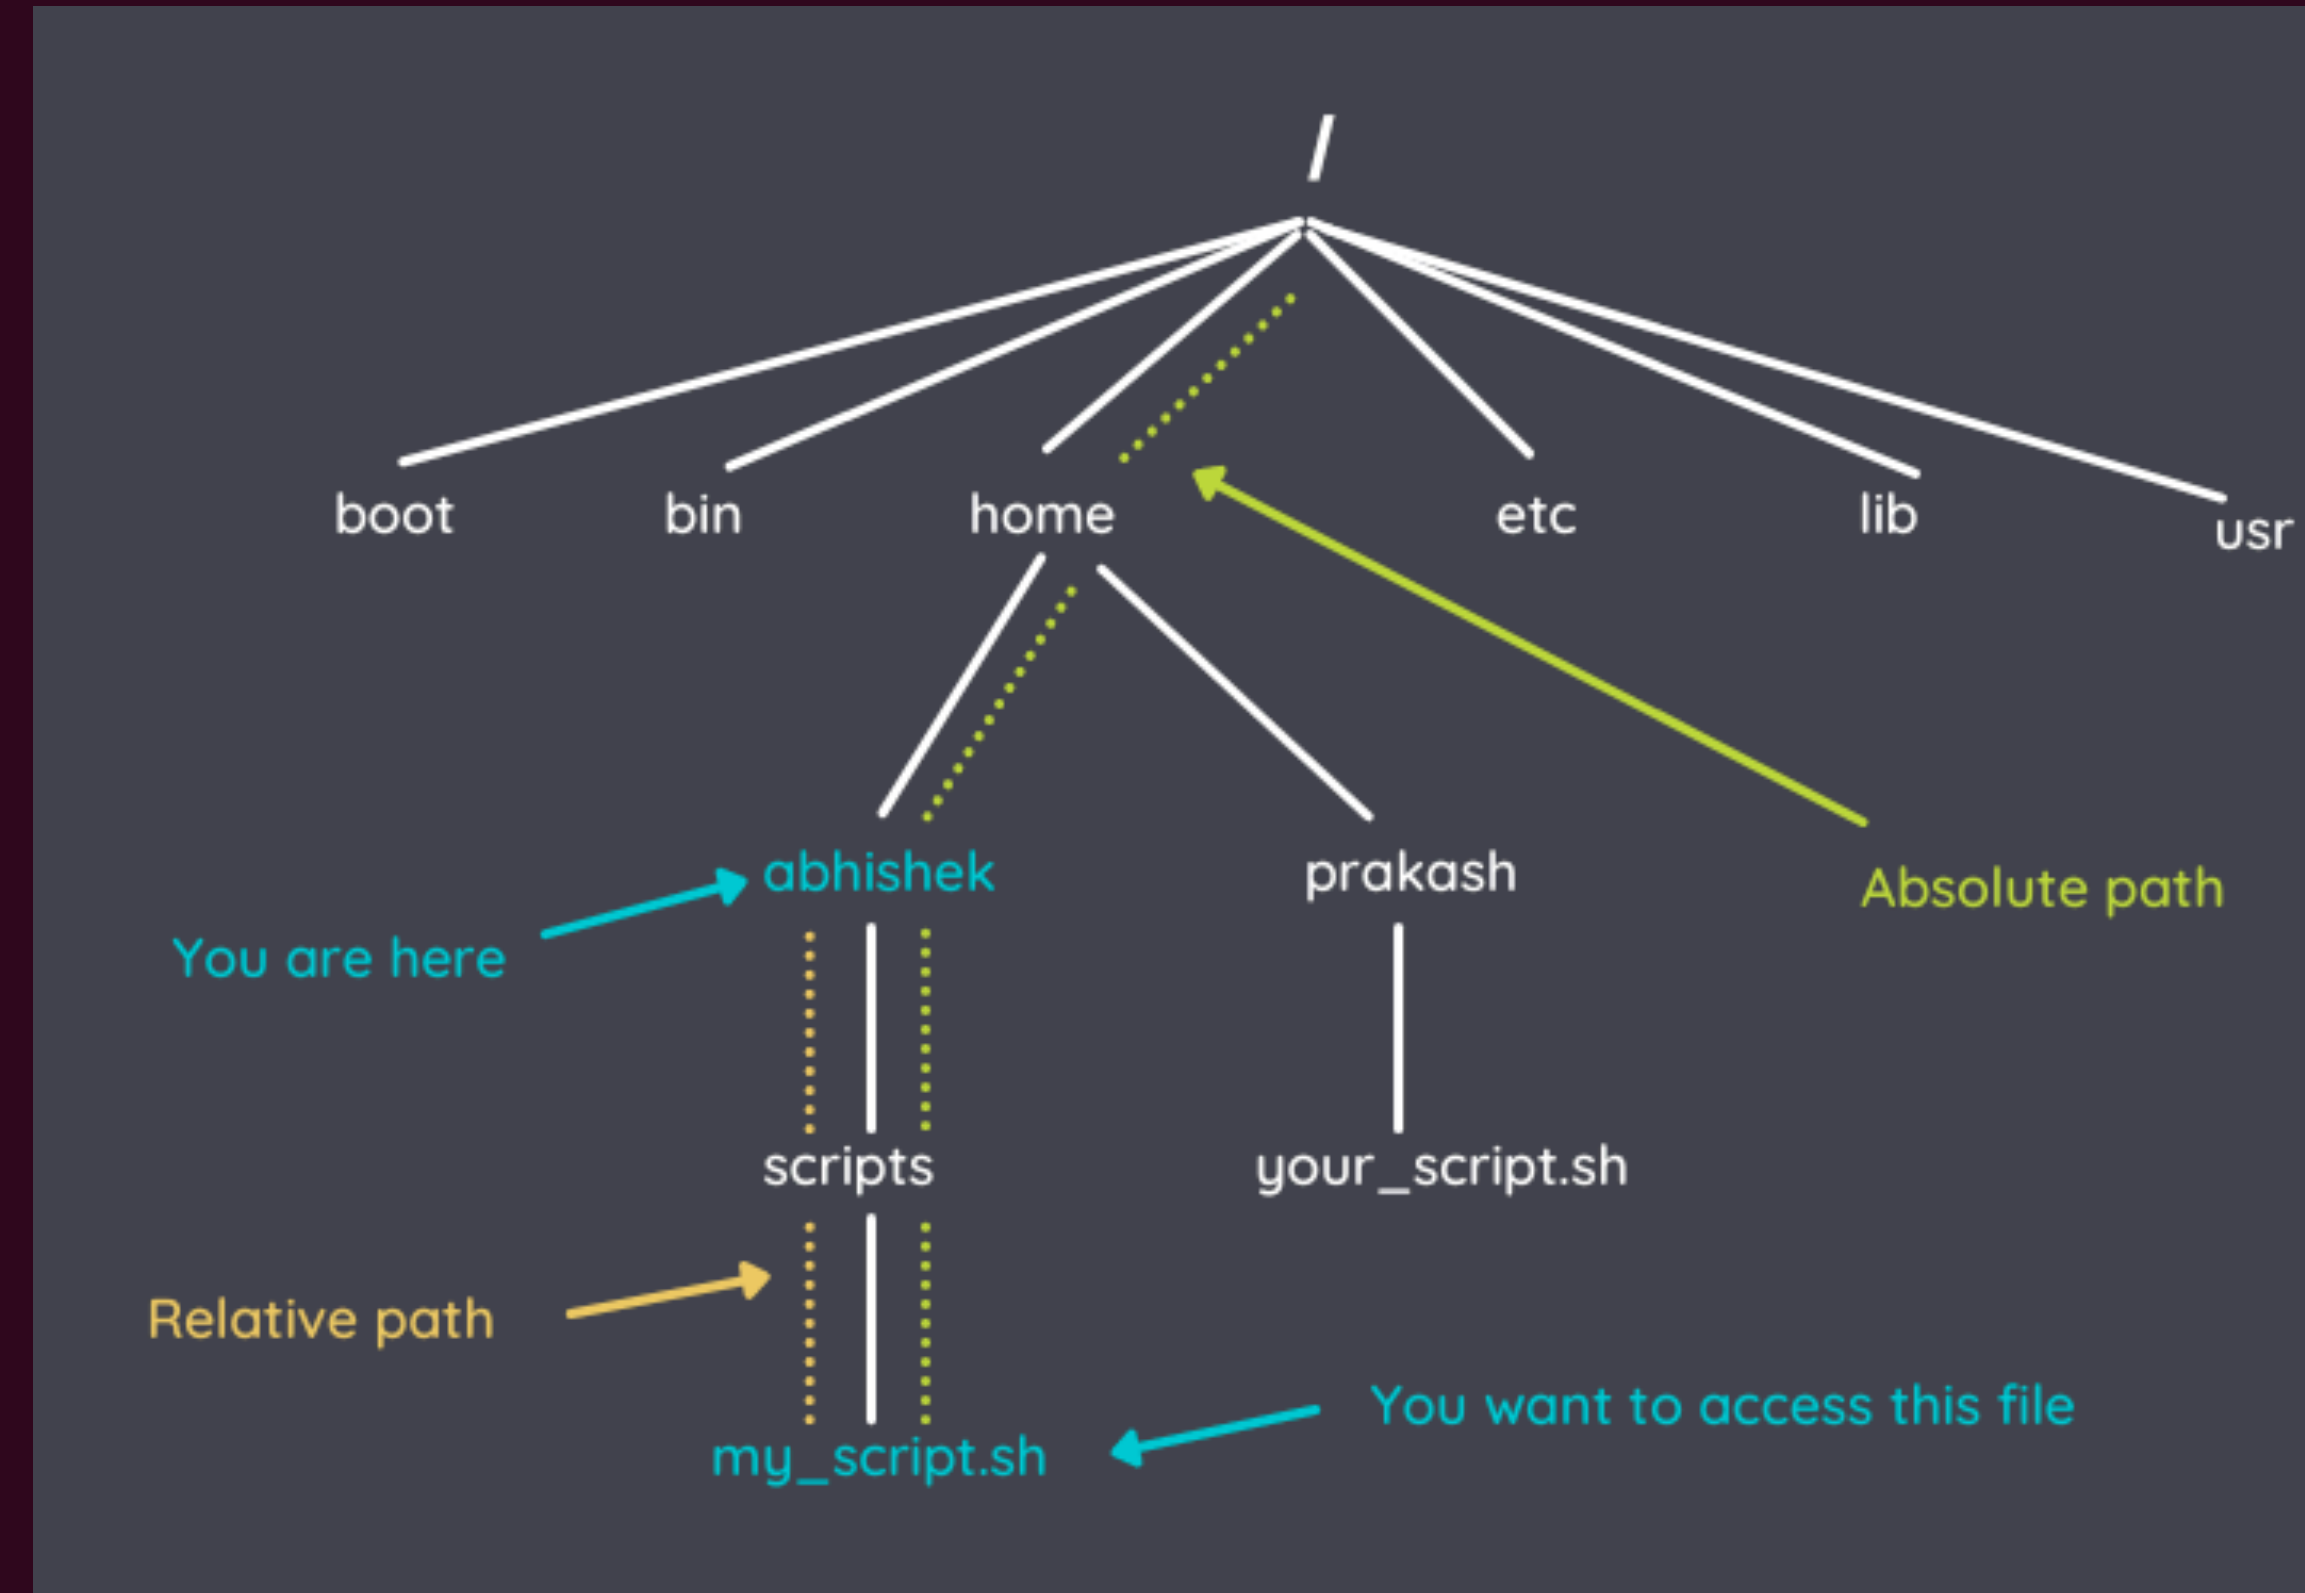 /
boot bin home etc lib usr
abhishek prakash Absolute path
You are here
scripts your_script.sh
Relative path
You want to access this file
my_script.sh